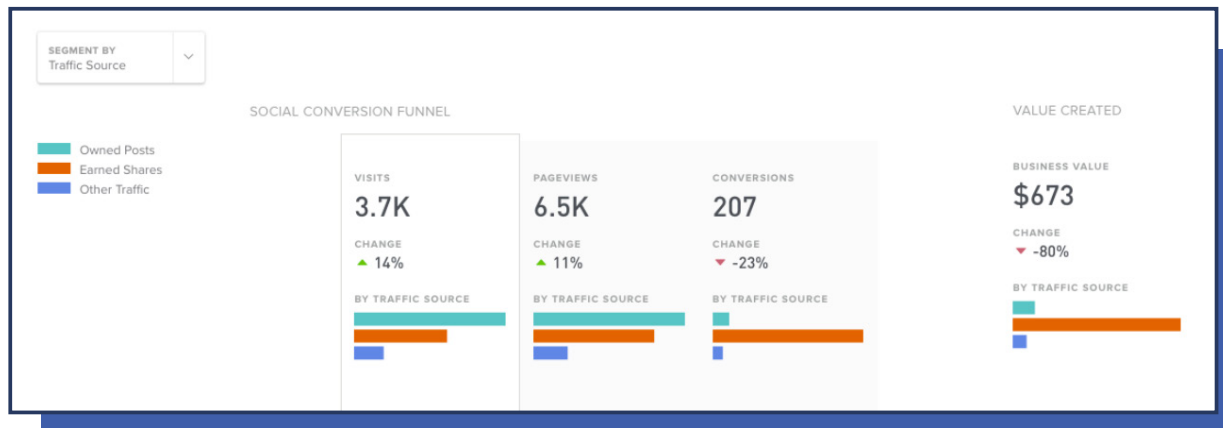 SEGMENT BY
Traffic Source
SOCIAL CONVERSION FUNNEL
VALUE CREATED
Owned Posts
Earned Shares
Other Traffic
VISITS
3.7K
CHANGE
14%
BY TRAFFIC SOURCE
PAGEVIEWS
6.5K
CHANGE
11%
BY TRAFFIC SOURCE
CONVERSIONS
207
CHANGE
-23%
BY TRAFFIC SOURCE
BUSINESS VALUE
$673
CHANGE
-80%
BY TRAFFIC SOURCE